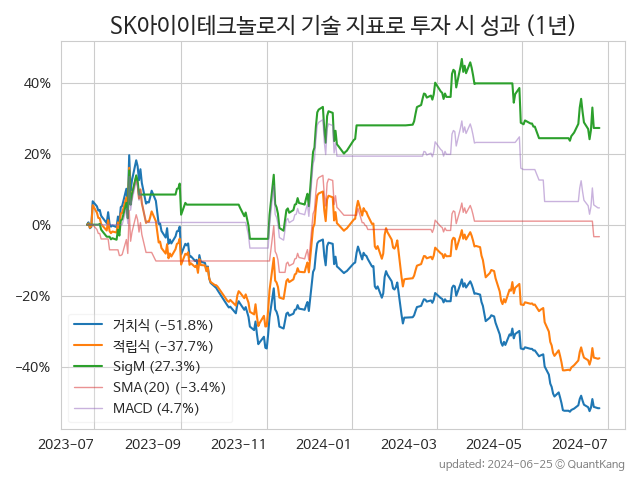 SK아이이테크놀로지 기술 지표로 투자 시 성과 (1년)
40%
20%
0%
−20%
−40%
거치식 (−51.8%)
적립식 (−37.7%)
SigM (27.3%)
SMA(20) (−3.4%)
MACD (4.7%)
2023-07 2023-09 2023-11 2024-01 2024-03 2024-05 2024-07
updated: 2024-06-25 ⓒ QuantKang